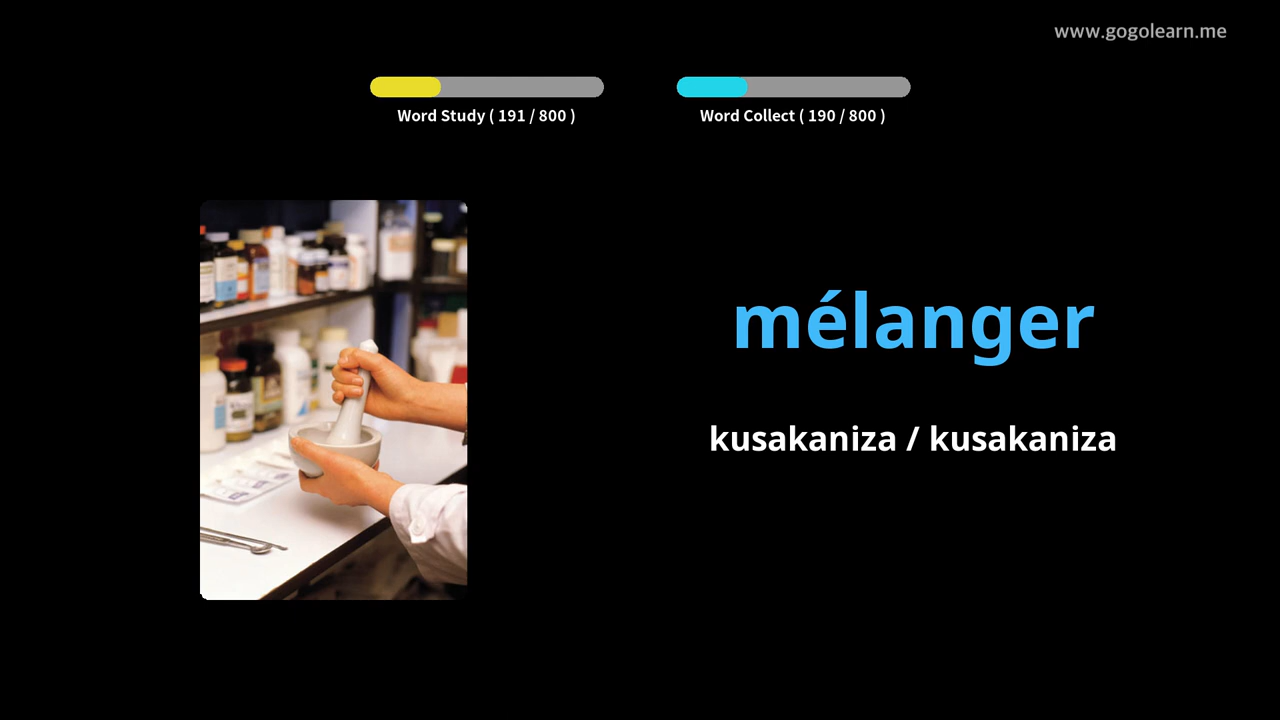 www.gogolearn.me
Word Study ( 191 / 800 )
Word Collect ( 190 / 800 )
mélanger
kusakaniza / kusakaniza